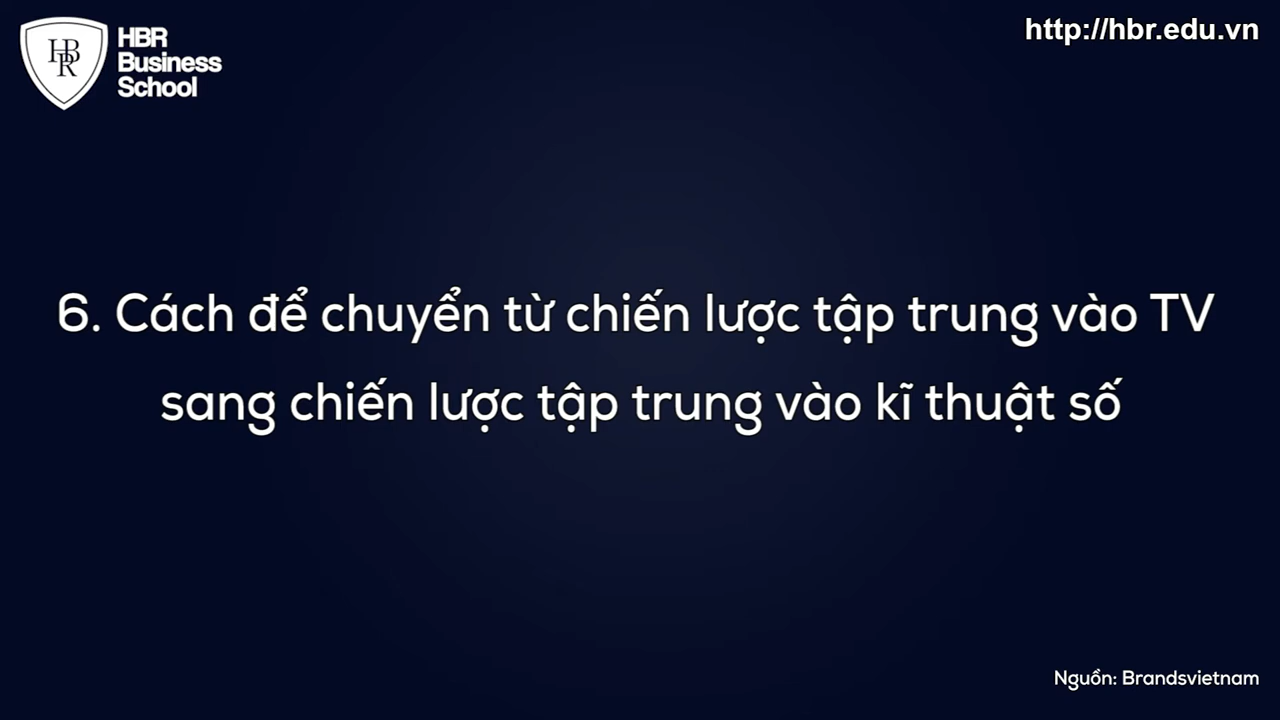 HBR
Business
School
HBR
http://hbr.edu.vn
6. Cách để chuyển từ chiến lược tập trung vào TV
sang chiến lược tập trung vào kĩ thuật số
Nguồn: Brandsvietnam